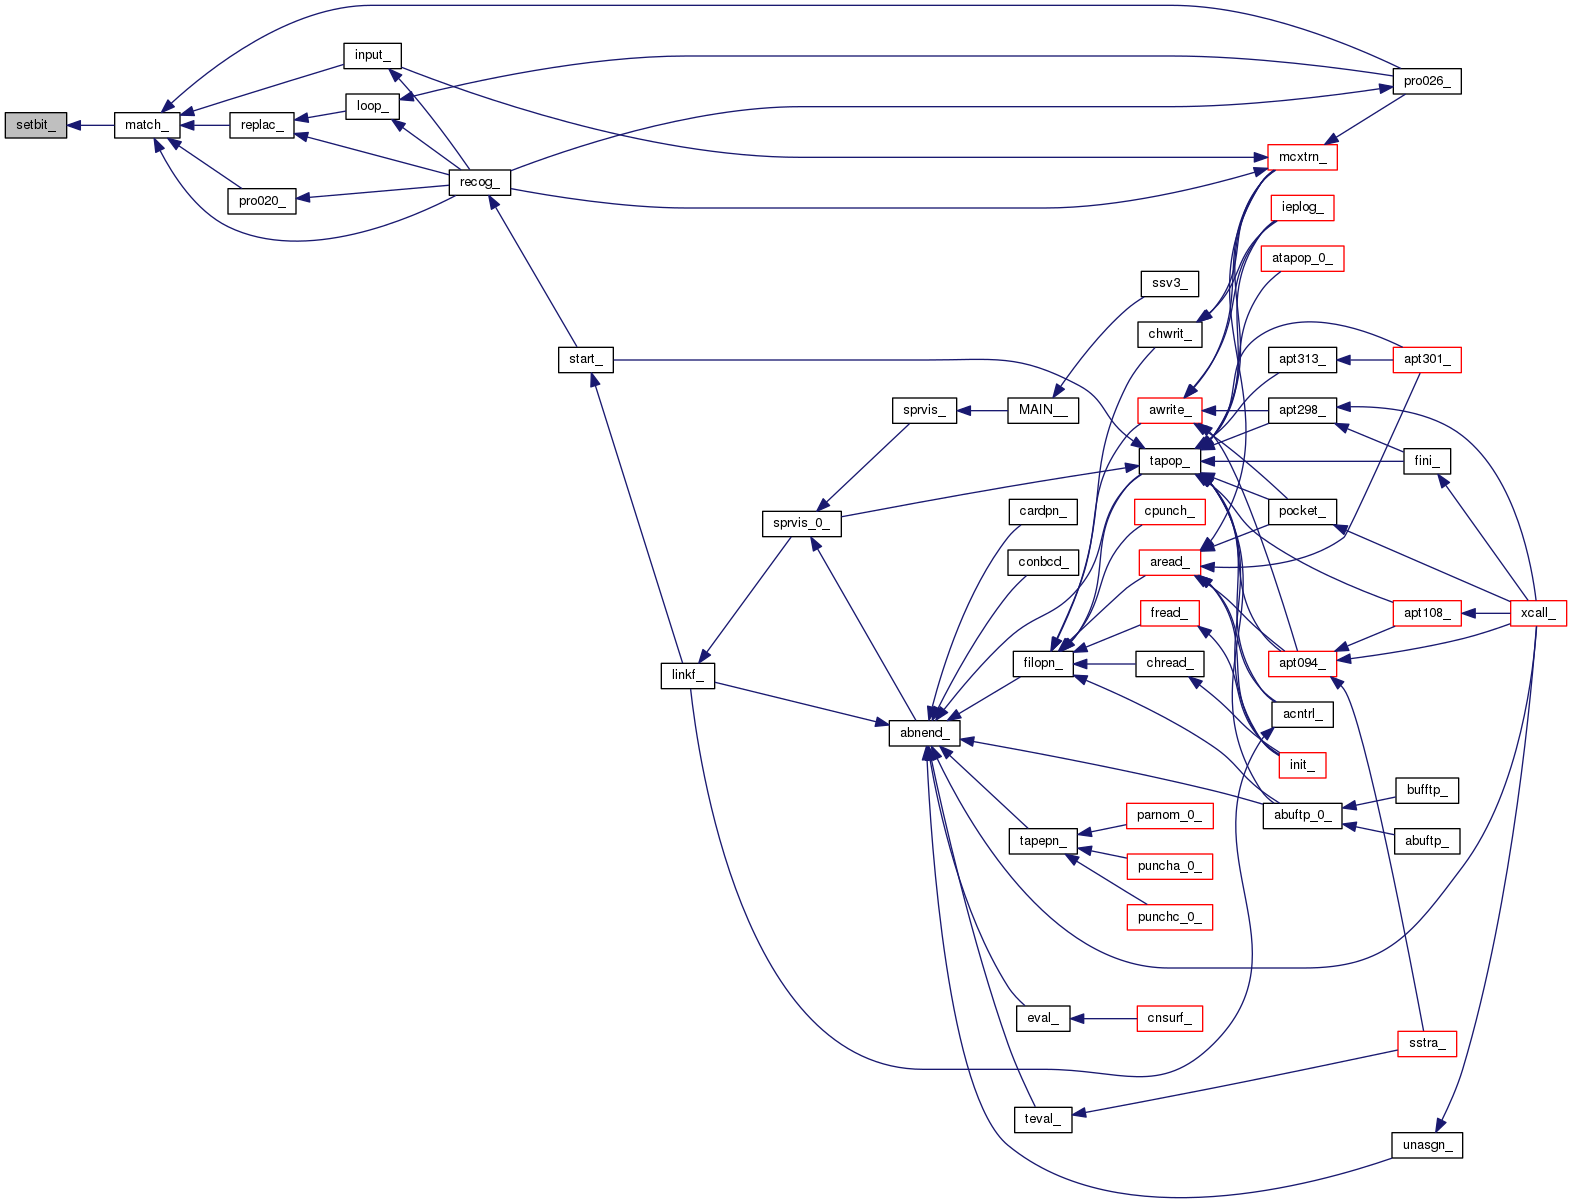 setbit_
match_
input_
replac_
pro020_
loop_
recog_
start_
linkf_
sprvis_0_
sprvis_
abnend_
MAIN__
cardpn_
conbcd_
filopn_
tapepn_
eval_
teval_
ssv3_
chwrit_
awrite_
tapop_
cpunch_
aread_
fread_
chread_
parnom_0_
puncha_0_
punchc_0_
cnsurf_
mcxtrn_
ieplog_
atapop_0_
apt313_
apt298_
pocket_
apt094_
acntrl_
init_
abuftp_0_
pro026_
apt301_
fini_
apt108_
bufftp_
abuftp_
sstra_
unasgn_
xcall_